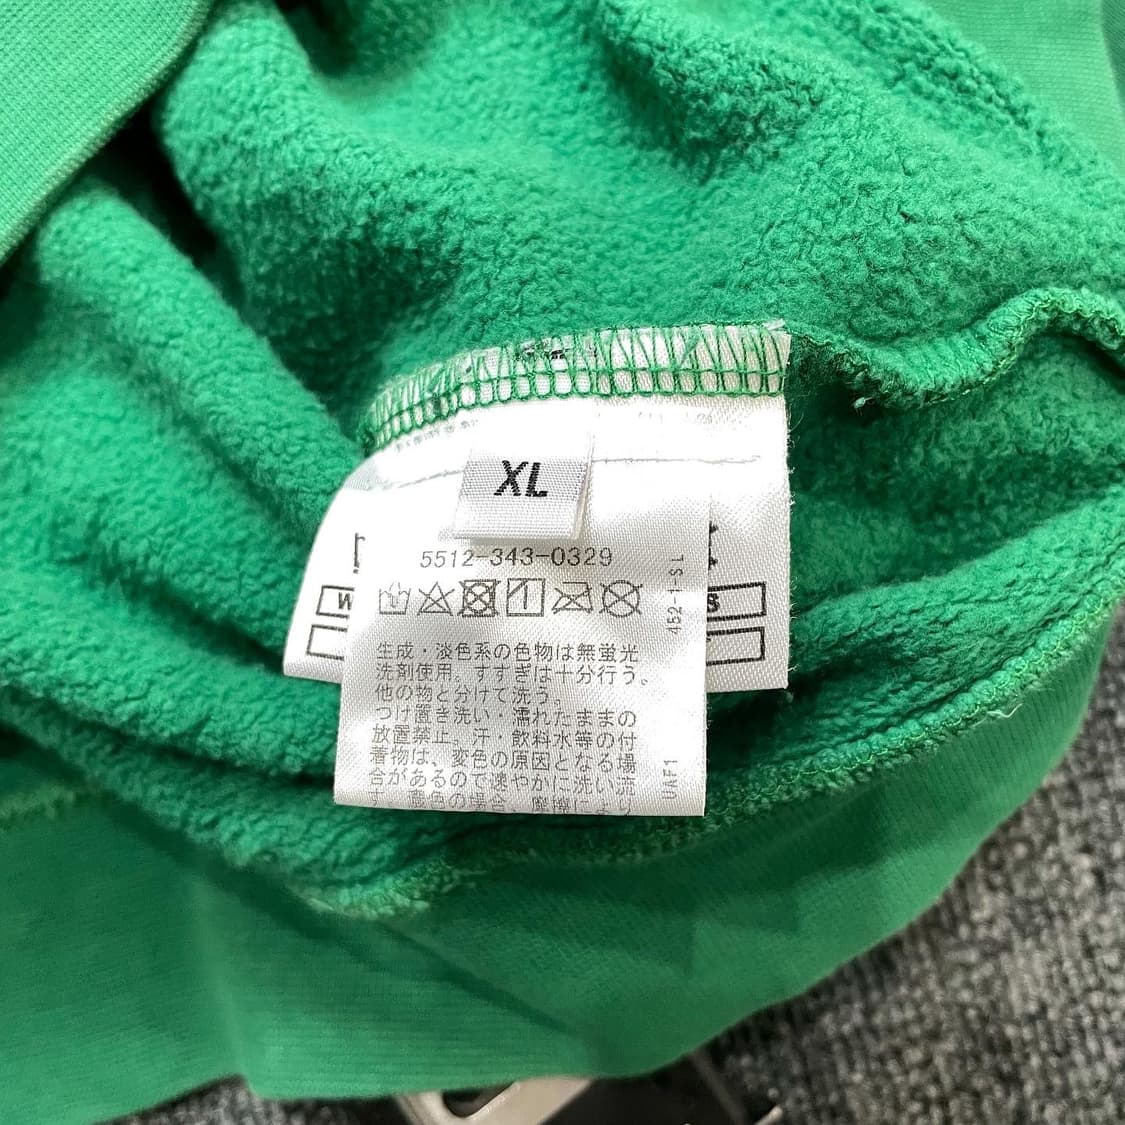 XL
5512-343-0329
W
S
452-1-SL
生成・淡色系の色物は無蛍光
洗剤使用。すすぎは十分行う。
他の物と分けて洗う。
つけ置き洗い・濡れたままの
放置禁止。汗・飲料水等の付
着物は、変色の原因となる場
合があるので速やかに洗い流
す
UAF1